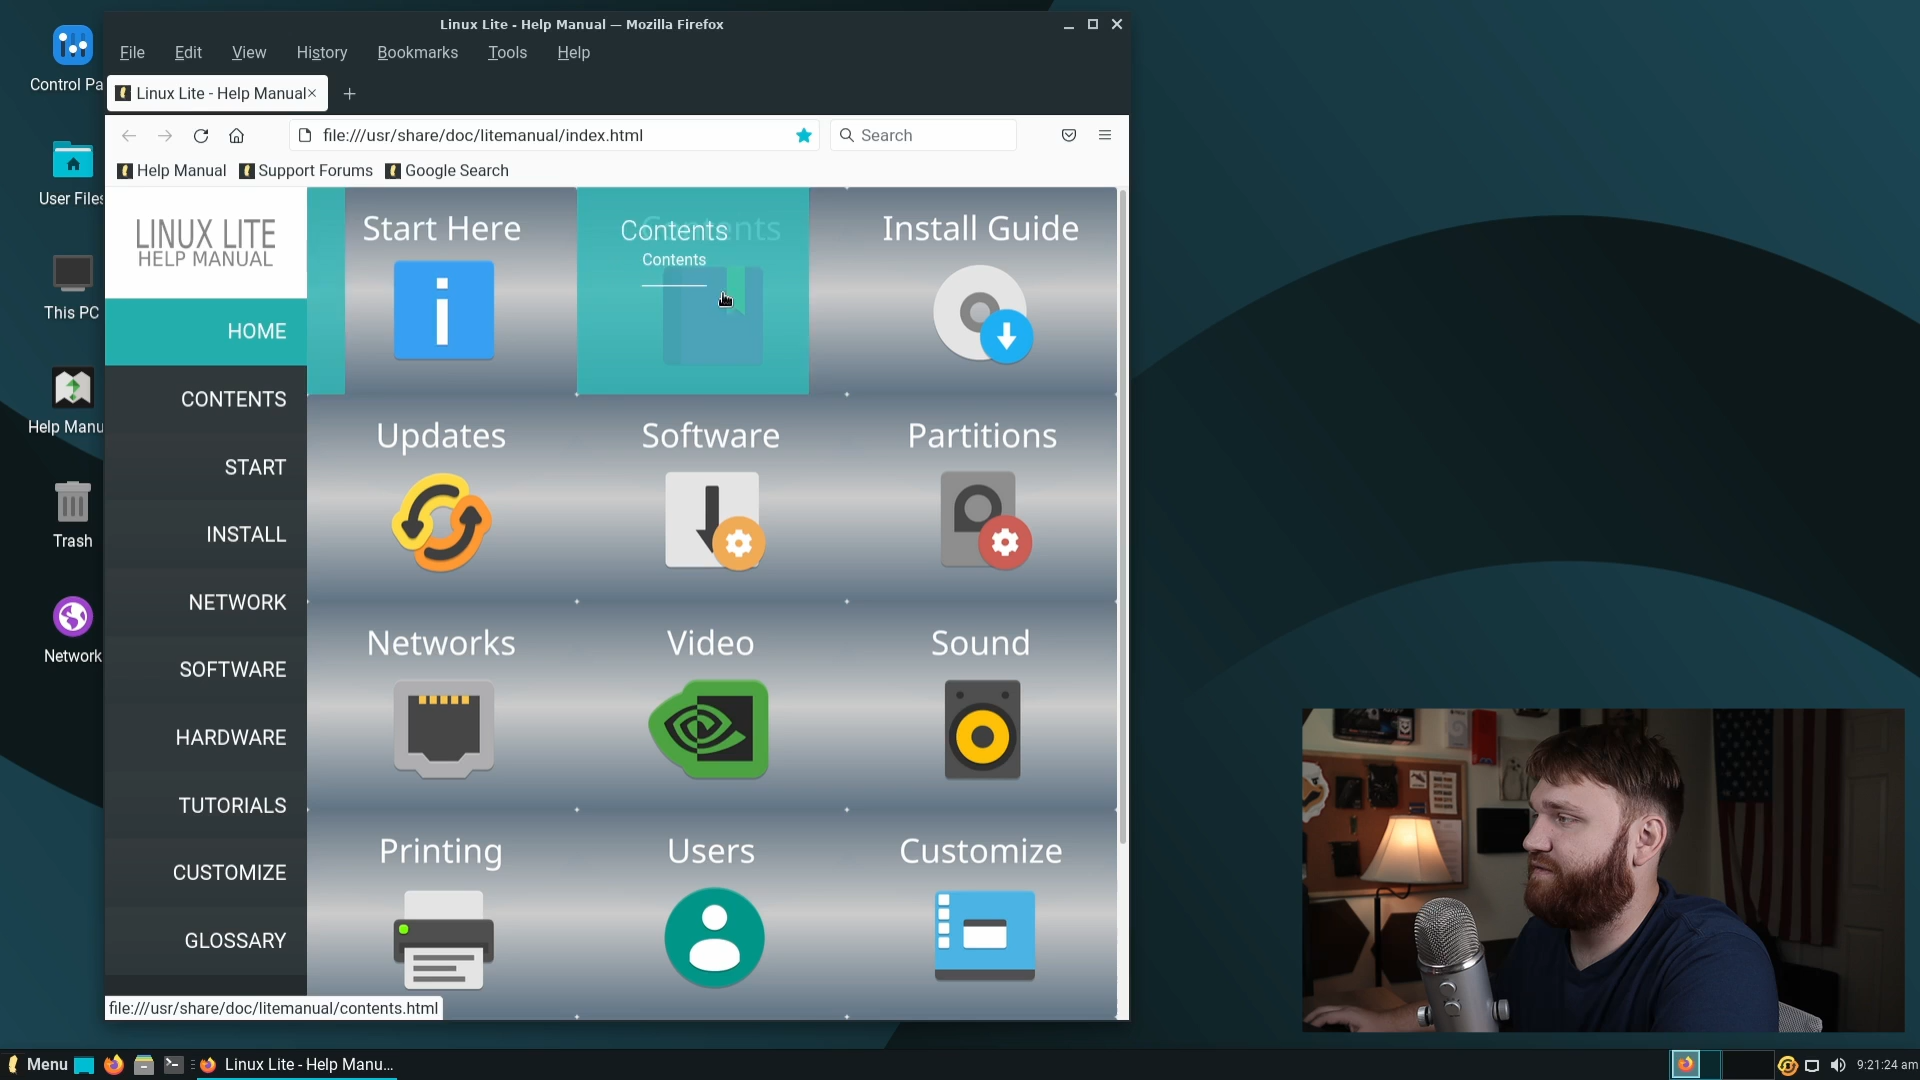 Linux Lite - Help Manual — Mozilla Firefox
File Edit View History Bookmarks Tools Help
Linux Lite - Help Manual
file:///usr/share/doc/litemanual/index.html
Search
Help Manual Support Forums Google Search
Control Pa
User Files
This PC
Help Manu
Trash
Network
LINUX LITE
HELP MANUAL
HOME
CONTENTS
START
INSTALL
NETWORK
SOFTWARE
HARDWARE
TUTORIALS
CUSTOMIZE
GLOSSARY
Start Here
Contents
Contents
Install Guide
Updates
Software
Partitions
Networks
Video
Sound
Printing
Users
Customize
file:///usr/share/doc/litemanual/contents.html
Menu
Linux Lite - Help Manu...
9:21:24 am